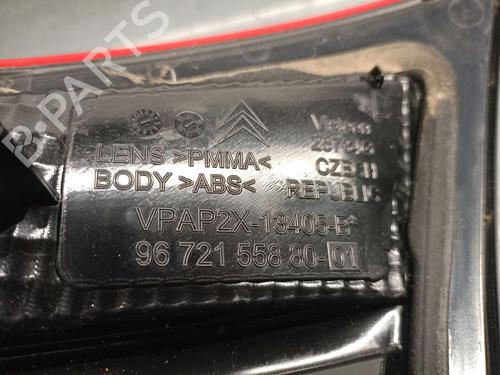 LENS >PMMA<
BODY >ABS<
CZECH
REPUBLIC
VPAP2X-13405-B
96 721 558 80-01
B-Parts